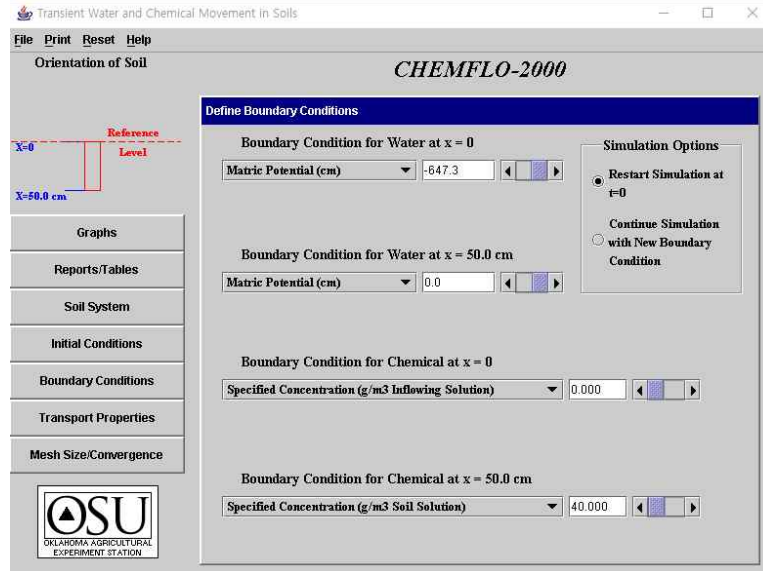 Transient Water and Chemical Movement in Soils
File Print Reset Help
Orientation of Soil
CHEMFLO-2000
Reference
X=0
Level
X=50.0 cm
Graphs
Reports/Tables
Soil System
Initial Conditions
Boundary Conditions
Transport Properties
Mesh Size/Convergence
OSU
OKLAHOMA AGRICULTURAL
EXPERIMENT STATION
Define Boundary Conditions
Boundary Condition for Water at x = 0
Matric Potential (cm) -647.3
Boundary Condition for Water at x = 50.0 cm
Matric Potential (cm) 0.0
Simulation Options
Restart Simulation at
t=0
Continue Simulation
with New Boundary
Condition
Boundary Condition for Chemical at x = 0
Specified Concentration (g/m3 Inflowing Solution) 0.000
Boundary Condition for Chemical at x = 50.0 cm
Specified Concentration (g/m3 Soil Solution) 40.000